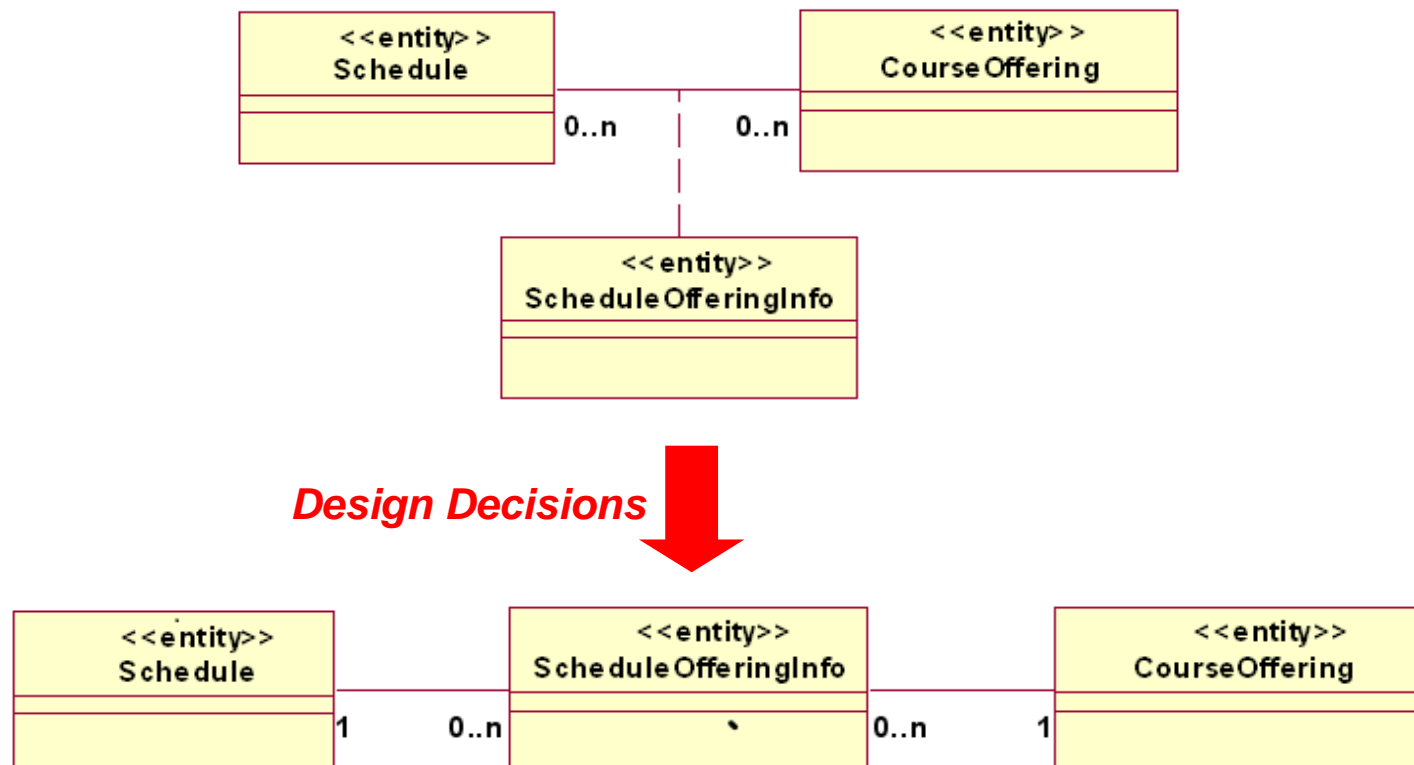 <<entity>>
Schedule
<<entity>>
CourseOffering
0..n
0..n
<<entity>>
ScheduleOfferingInfo
Design Decisions
<<entity>>
Schedule
<<entity>>
ScheduleOfferingInfo
<<entity>>
CourseOffering
1
0..n
0..n
1